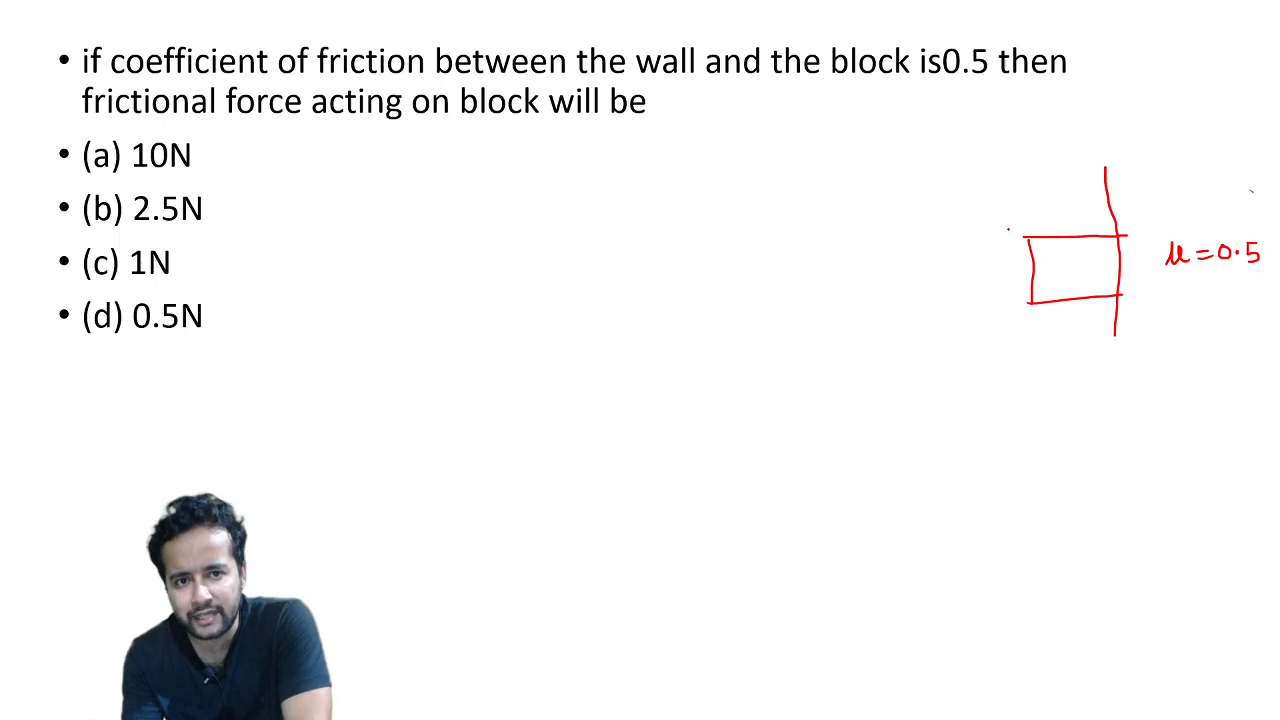 • if coefficient of friction between the wall and the block is0.5 then
frictional force acting on block will be
• (a) 10N
• (b) 2.5N
• (c) 1N
• (d) 0.5N
μ=0.5